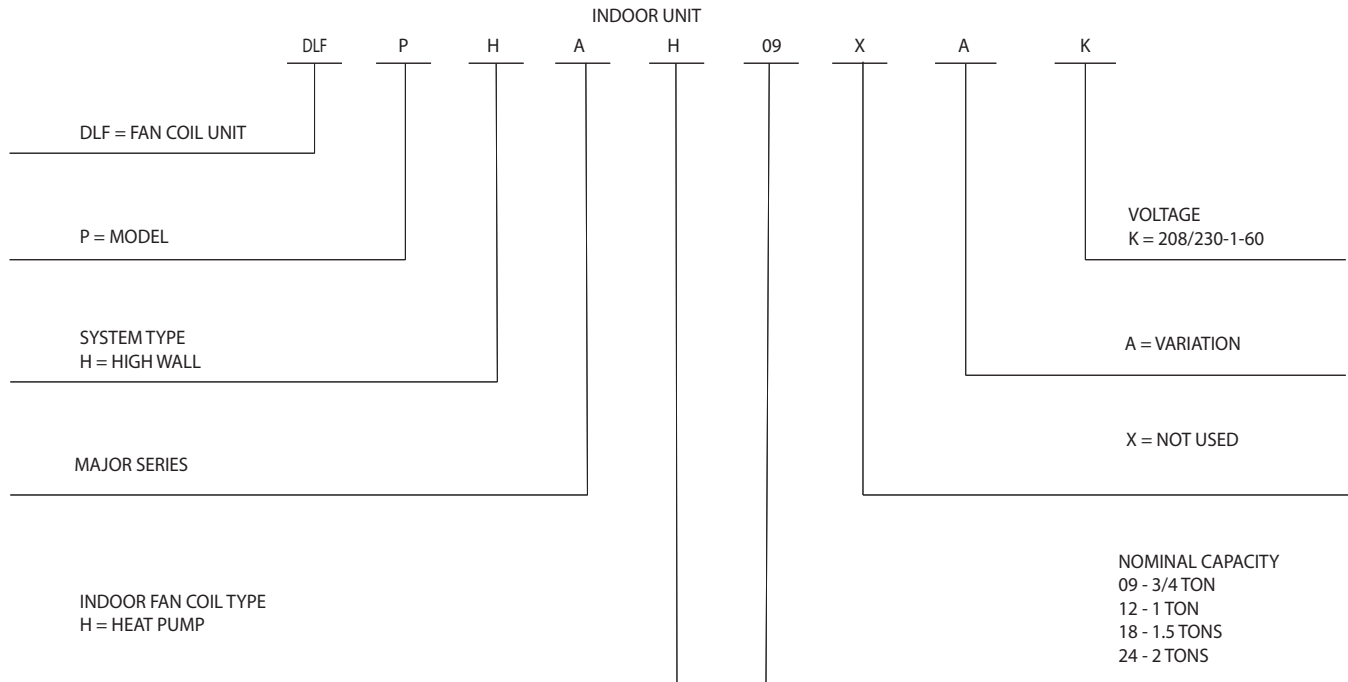 INDOOR UNIT
DLF P H A H 09 X A K
DLF = FAN COIL UNIT
P = MODEL
SYSTEM TYPE
H = HIGH WALL
MAJOR SERIES
INDOOR FAN COIL TYPE
H = HEAT PUMP
VOLTAGE
K = 208/230-1-60
A = VARIATION
X = NOT USED
NOMINAL CAPACITY
09 - 3/4 TON
12 - 1 TON
18 - 1.5 TONS
24 - 2 TONS